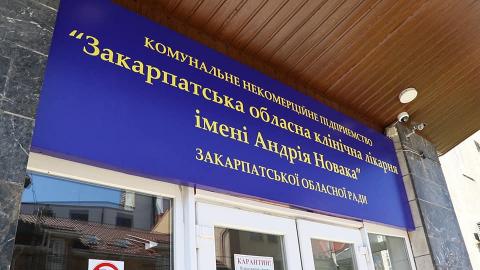 КОМУНАЛЬНЕ НЕКОМЕРЦІЙНЕ ПІДПРИЄМСТВО
“Закарпатська обласна клінічна лікарня
імені Андрія Новака”
ЗАКАРПАТСЬКОЇ ОБЛАСНОЇ РАДИ
КАРАНТИН!